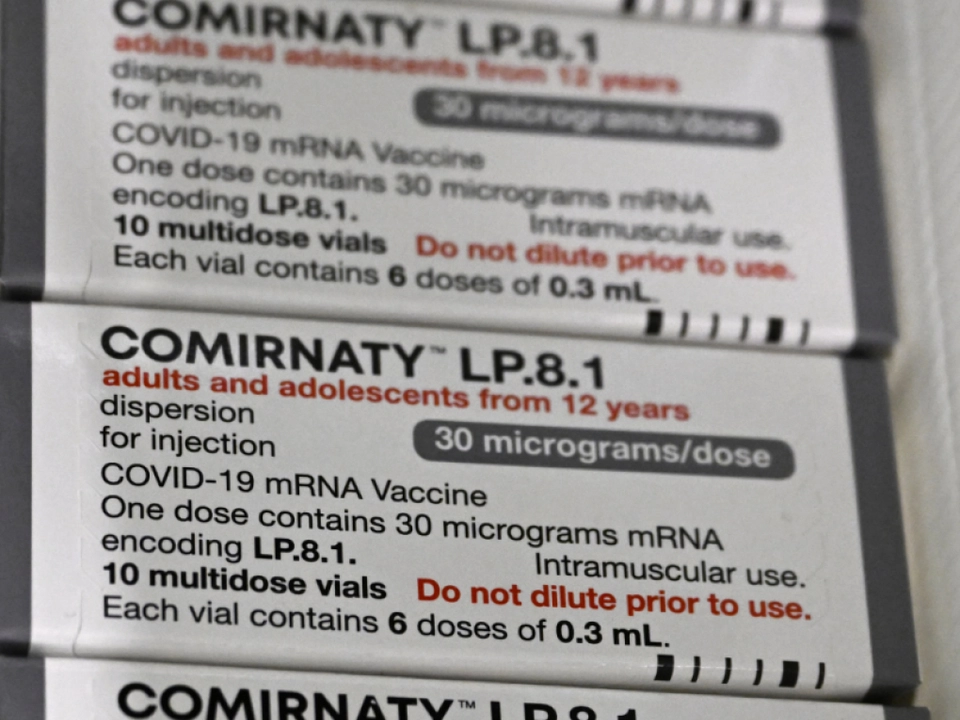 COMIRNATY™ LP.8.1
adults and adolescents from 12 years
dispersion
for injection
30 micrograms/dose
COVID-19 mRNA Vaccine
One dose contains 30 micrograms mRNA
encoding LP.8.1.
Intramuscular use.
10 multidose vials Do not dilute prior to use.
Each vial contains 6 doses of 0.3 mL.
COMIRNATY™ LP.8.1
adults and adolescents from 12 years
dispersion
for injection
30 micrograms/dose
COVID-19 mRNA Vaccine
One dose contains 30 micrograms mRNA
encoding LP.8.1.
Intramuscular use.
10 multidose vials Do not dilute prior to use.
Each vial contains 6 doses of 0.3 mL.
COMIRNATY™ LP.8.1